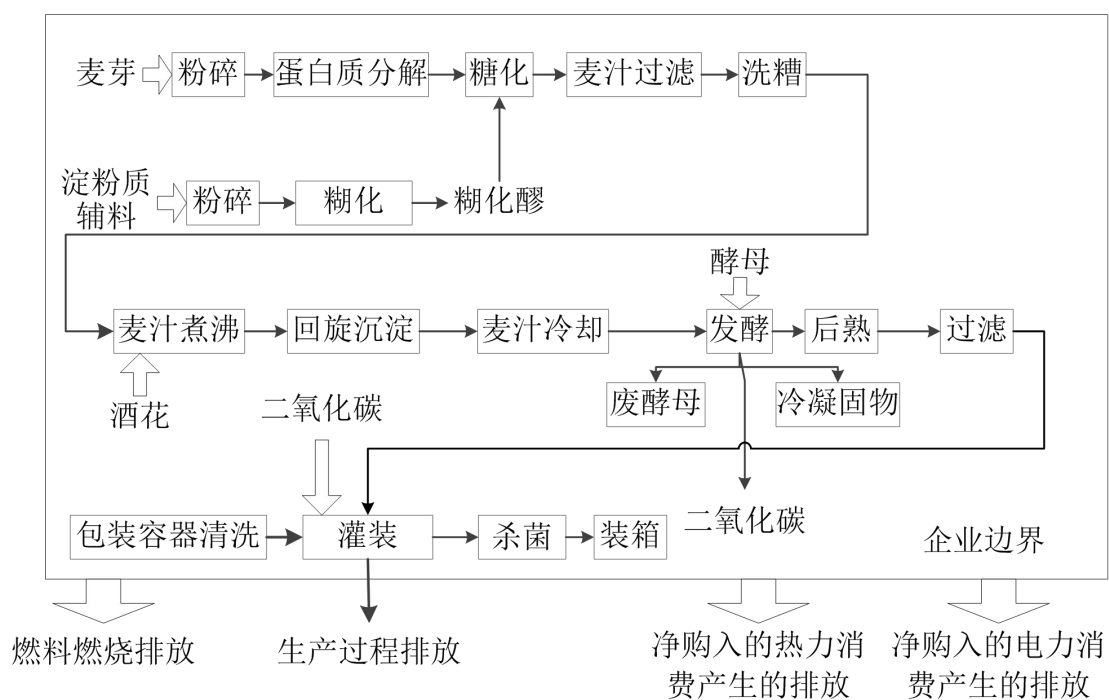 麦芽
粉碎
蛋白质分解
糖化
麦汁过滤
洗糟
淀粉质
辅料
粉碎
糊化
糊化醪
酵母
麦汁煮沸
回旋沉淀
麦汁冷却
发酵
后熟
过滤
酒花
二氧化碳
废酵母
冷凝固物
包装容器清洗
灌装
杀菌
装箱
二氧化碳
企业边界
燃料燃烧排放
生产过程排放
净购入的热力消
费产生的排放
净购入的电力消
费产生的排放